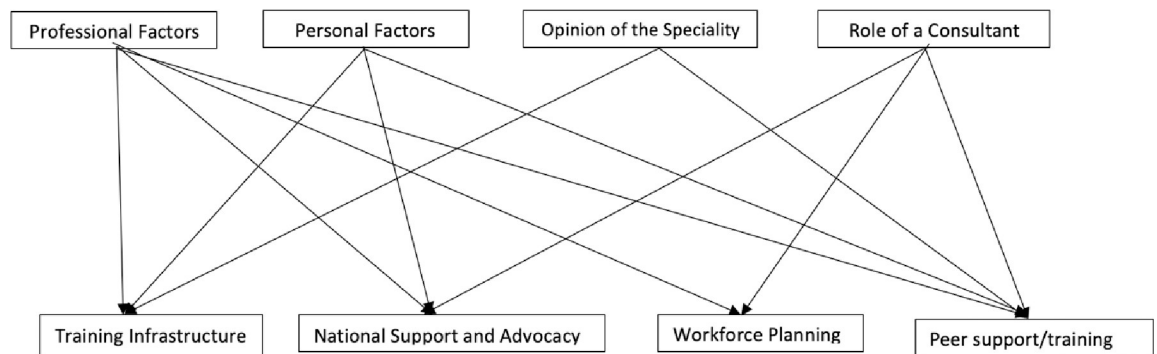 Professional Factors
Personal Factors
Opinion of the Speciality
Role of a Consultant
Training Infrastructure
National Support and Advocacy
Workforce Planning
Peer support/training